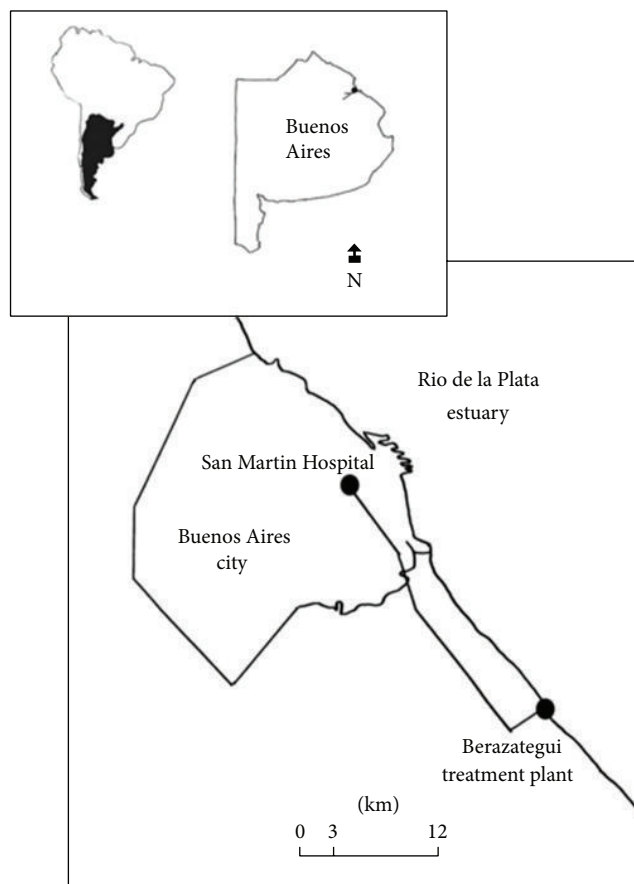 Buenos
Aires
N
Rio de la Plata
estuary
San Martin Hospital
Buenos Aires
city
Berazategui
treatment plant
(km)
0 3 12